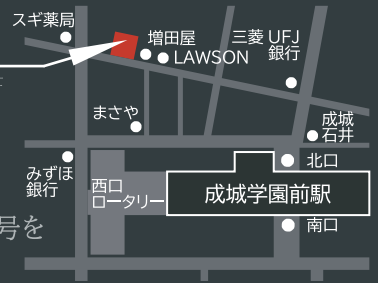 スギ薬局
増田屋
LAWSON
三菱 UFJ
銀行
まさや
成城
石井
みずほ
銀行
西口
ロータリー
北口
成城学園前駅
南口
号を